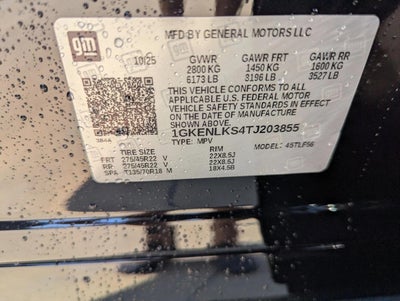 gm
MFD BY GENERAL MOTORS LLC
10/25 GVWR GAWR FRT GAWR RR
2800 KG 1450 KG 1600 KG
6173 LB 3196 LB 3527 LB
THIS VEHICLE CONFORMS TO ALL
APPLICABLE U.S. FEDERAL MOTOR
VEHICLE SAFETY STANDARDS IN EFFECT ON
THE DATE OF MANUFACTURE
SHOWN ABOVE.
1GKENLKS4TJ203855
TYPE: MPV MODEL: 4STLF56
TIRE SIZE RIM
FRT 275/45R22 V 22X8.5J
RR 275/45R22 V 22X8.5J
SPA T135/70R18 M 18X4.5B